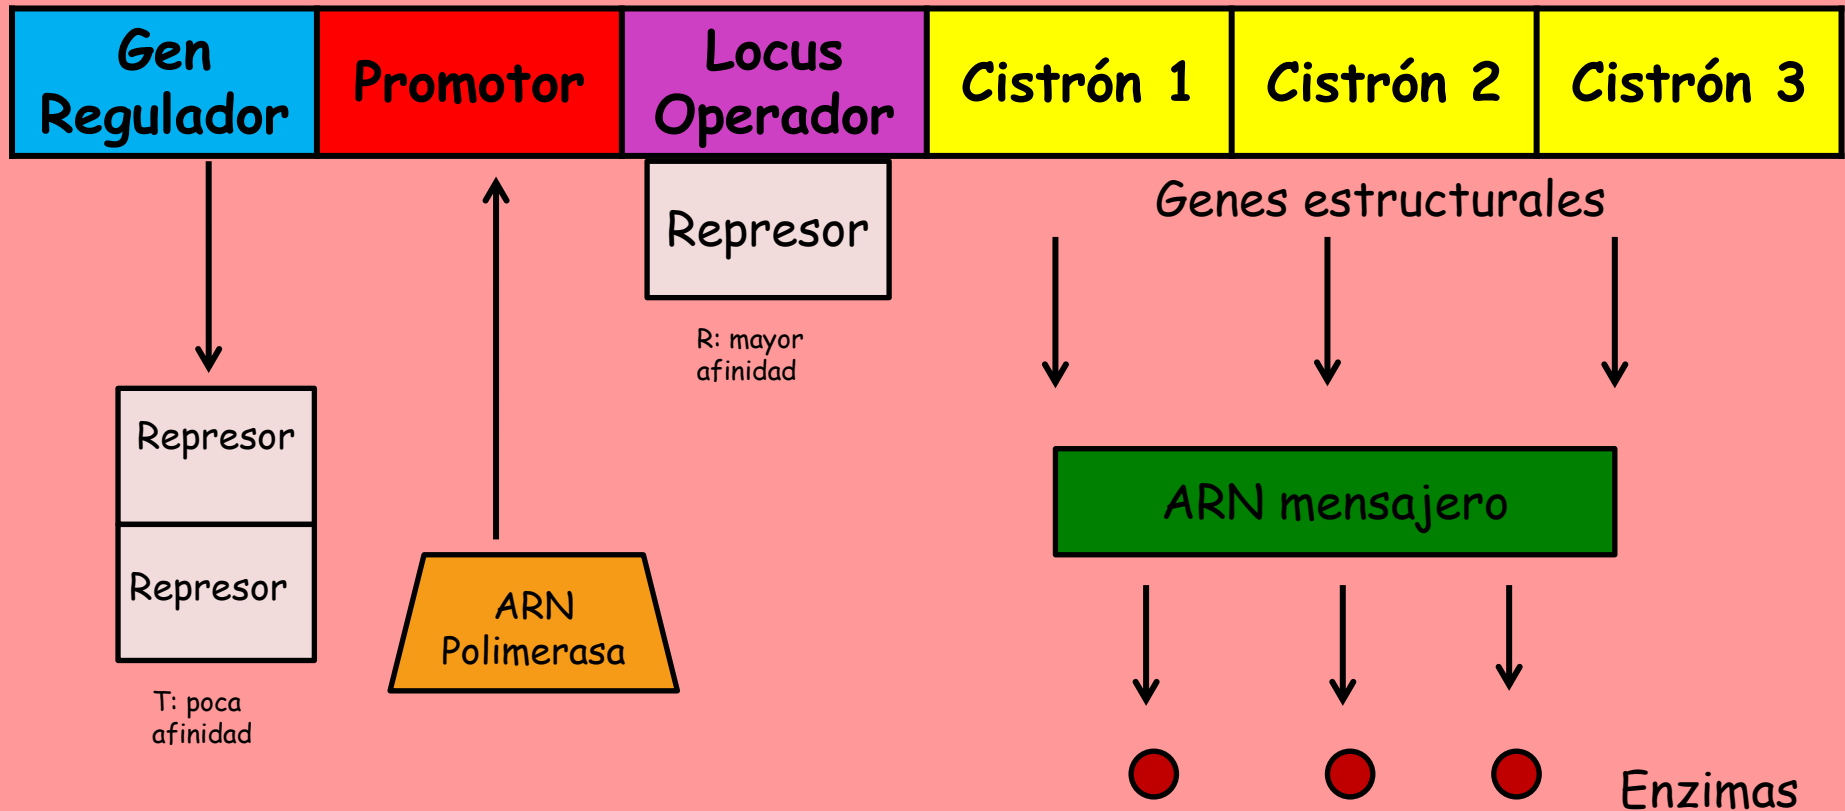 Gen
Regulador
Promotor
Locus
Operador
Cistrón 1
Cistrón 2
Cistrón 3
Genes estructurales
Represor
R: mayor
afinidad
Represor
Represor
T: poca
afinidad
ARN
Polimerasa
ARN mensajero
Enzimas